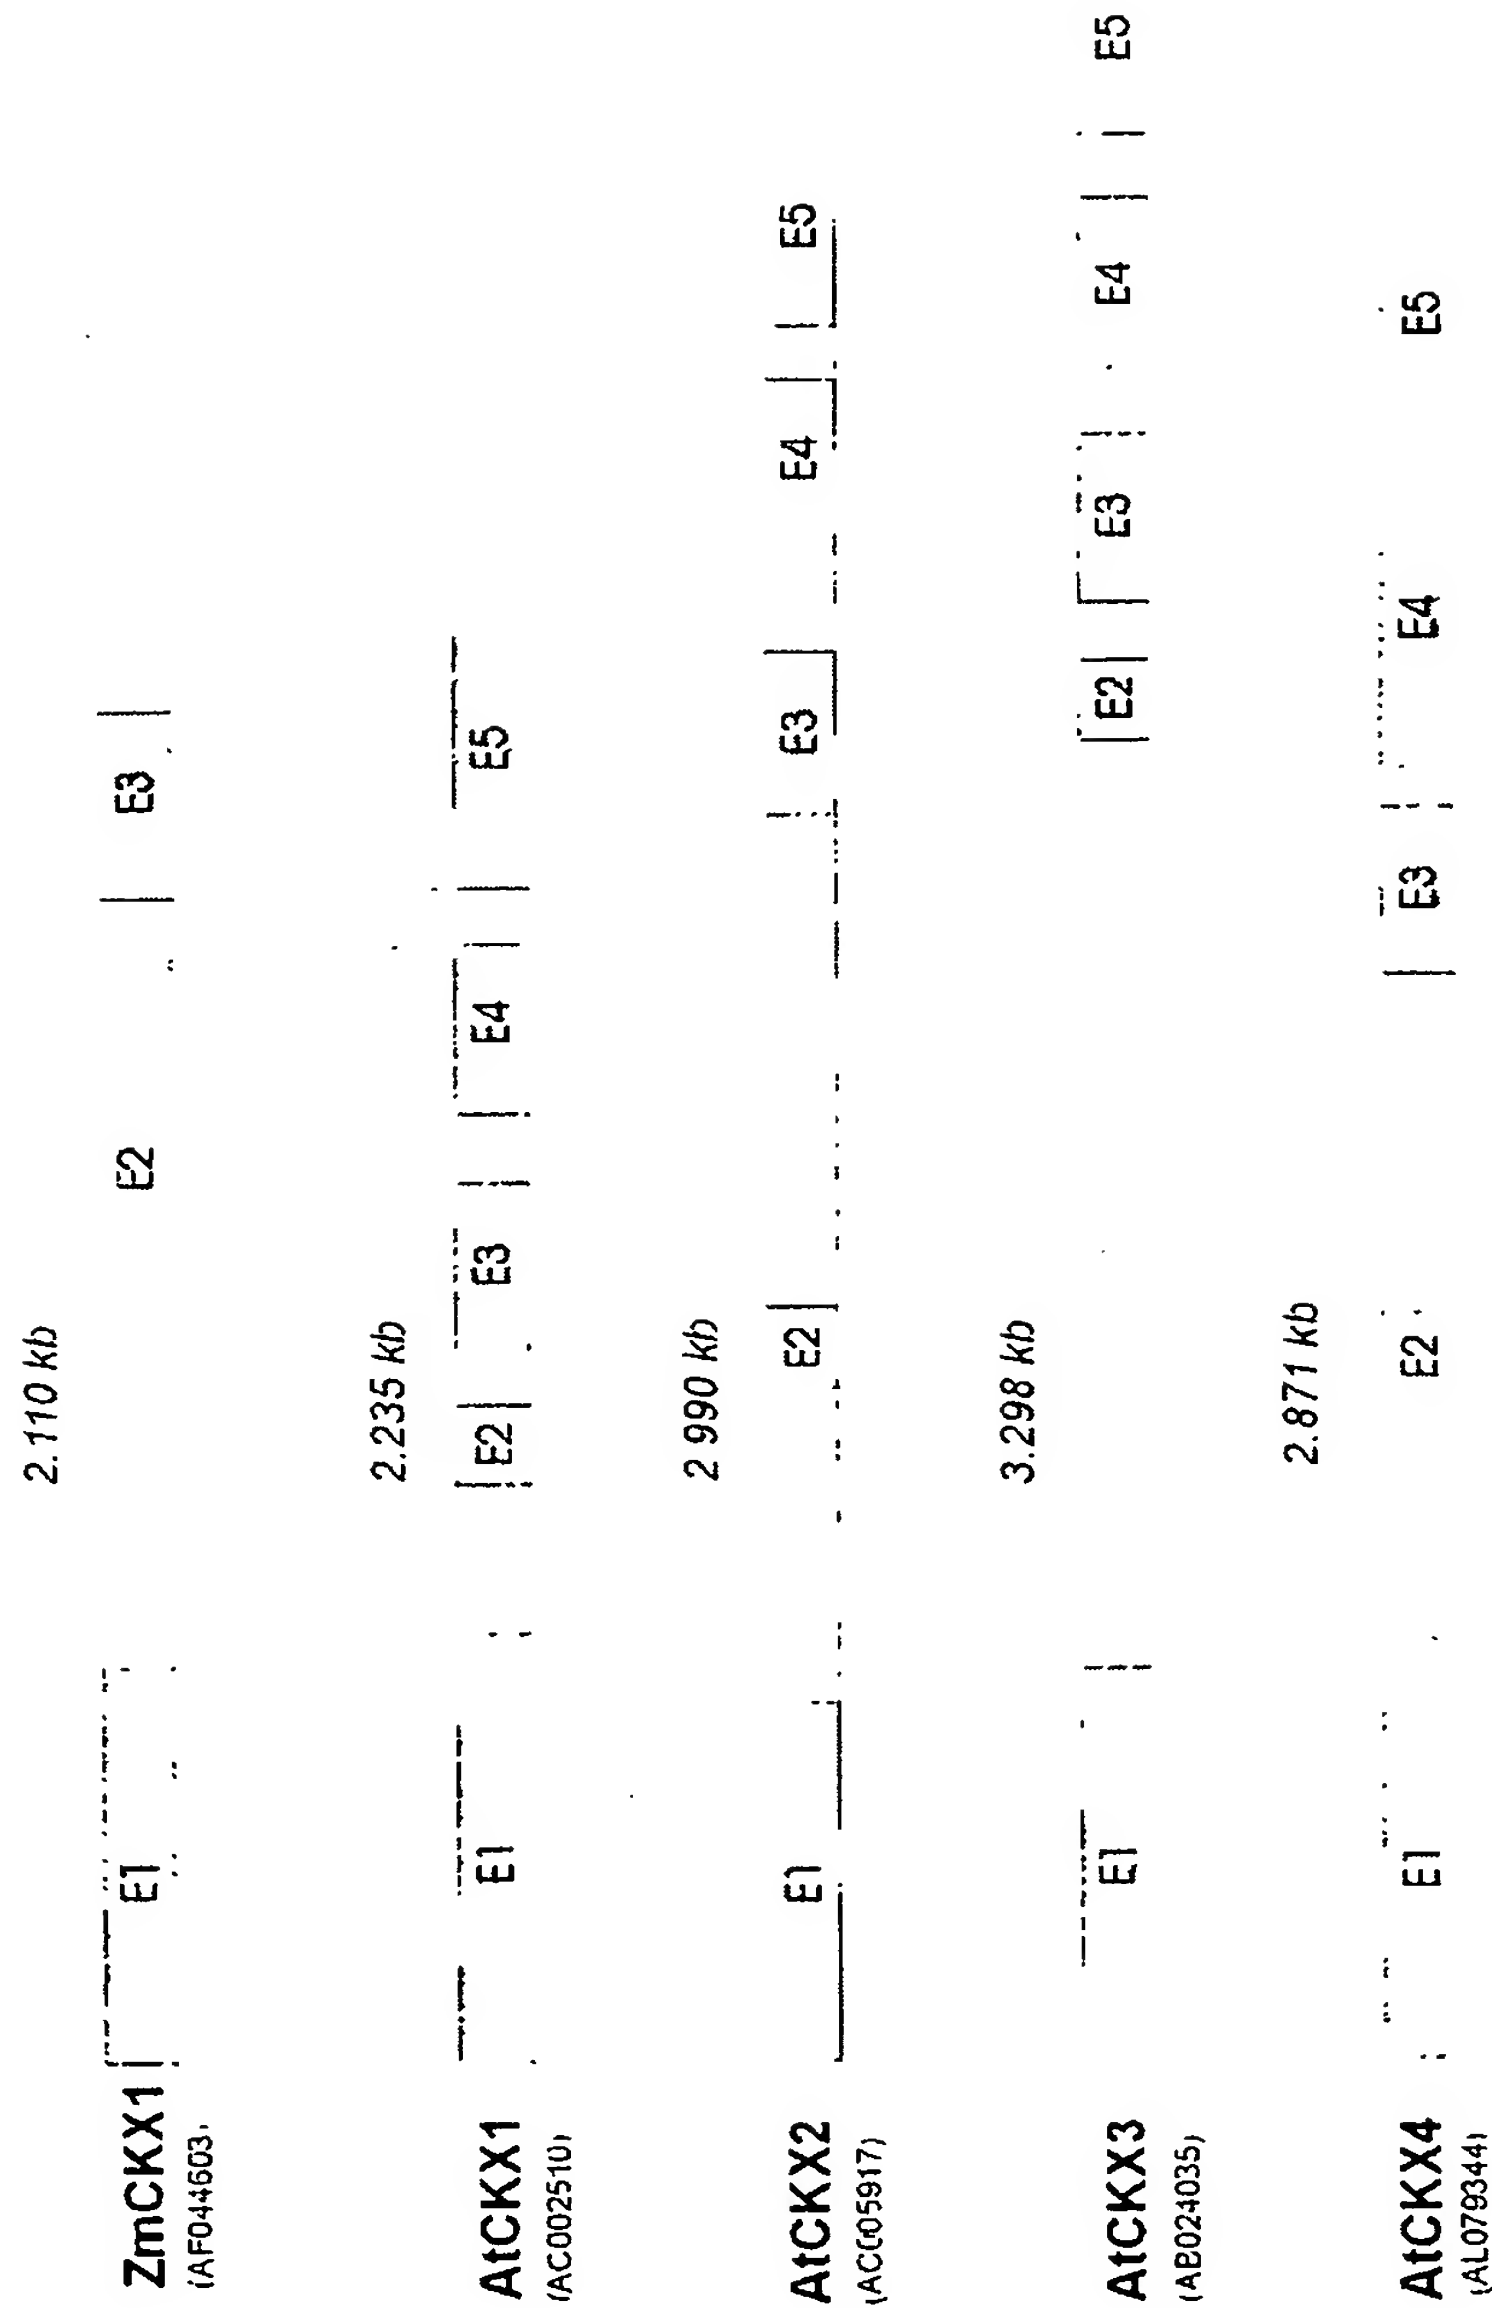 2.110 kb
ZmCKX1 E1 E2 E3
(AF044603)
2.235 kb
AtCKX1 E1 E2 E3 E4 E5
(AC002510)
2 990 kb
AtCKX2 E1 E2 E3 E4 E5
(AC005917)
3.298 kb
AtCKX3 E1 E2 E3 E4 E5
(AB024035)
2.871 kb
AtCKX4 E1 E2 E3 E4 E5
(AL079344)